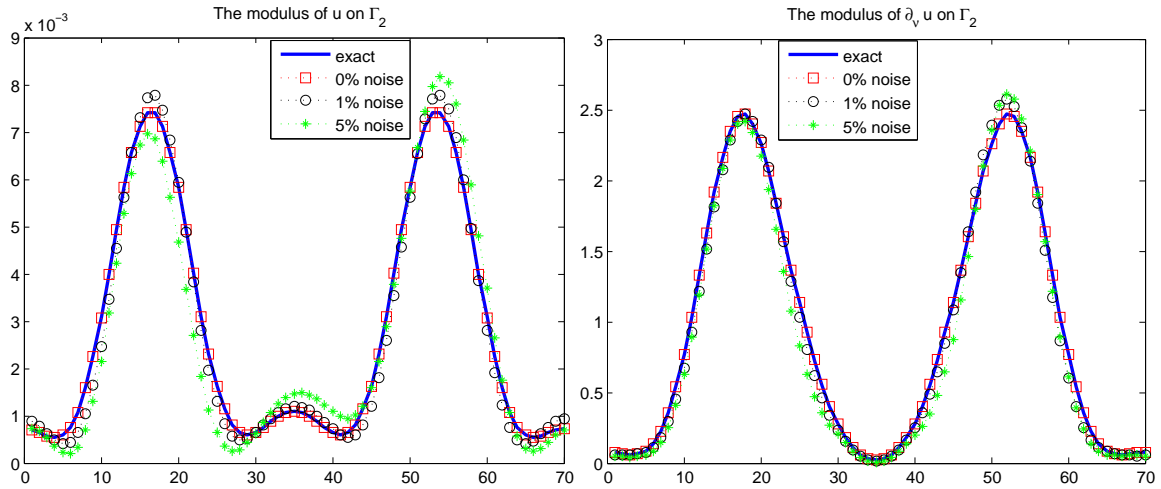 The modulus of u on Γ₂
x 10⁻³
9
8
7
6
5
4
3
2
1
0
0 10 20 30 40 50 60 70
exact
0% noise
1% noise
5% noise
The modulus of ∂ᵥ u on Γ₂
3
2.5
2
1.5
1
0.5
0
0 10 20 30 40 50 60 70
exact
0% noise
1% noise
5% noise